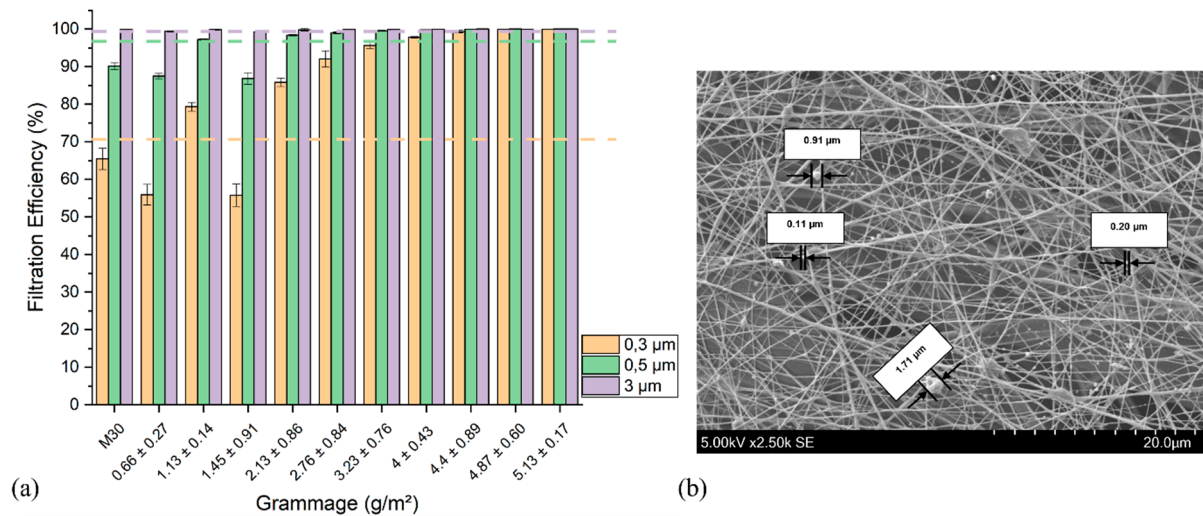 100
90
80
70
60
50
40
30
20
10
0
Filtration Efficiency (%)
M30
0.66 ± 0.27
1.13 ± 0.14
1.45 ± 0.91
2.13 ± 0.86
2.76 ± 0.84
3.23 ± 0.76
4 ± 0.43
4.4 ± 0.89
4.87 ± 0.60
5.13 ± 0.17
Grammage (g/m²)
0,3 µm
0,5 µm
3 µm
(a)
0.91 µm
0.11 µm
0.20 µm
1.71 µm
5.00kV x2.50k SE
20.0µm
(b)